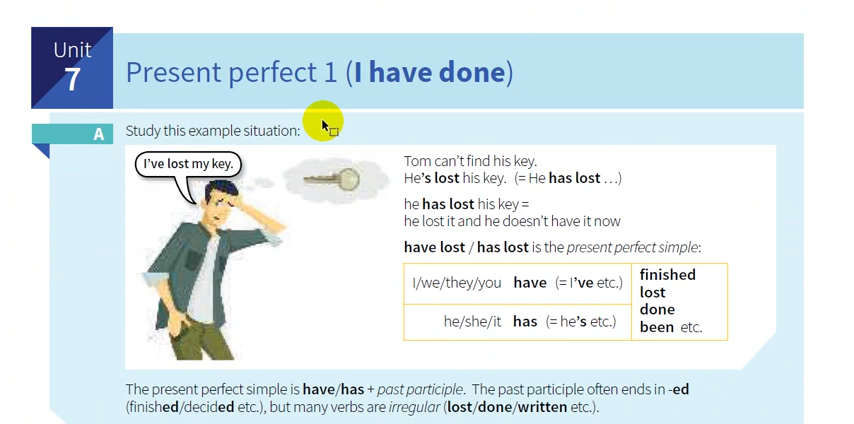 Unit
7
Present perfect 1 (I have done)
A
Study this example situation:
I've lost my key.
Tom can't find his key.
He's lost his key. (= He has lost …)
he has lost his key =
he lost it and he doesn't have it now
have lost / has lost is the present perfect simple:
I/we/they/you have (= I've etc.)
he/she/it has (= he's etc.)
finished
lost
done
been etc.
The present perfect simple is have/has + past participle. The past participle often ends in -ed
(finished/decided etc.), but many verbs are irregular (lost/done/written etc.).